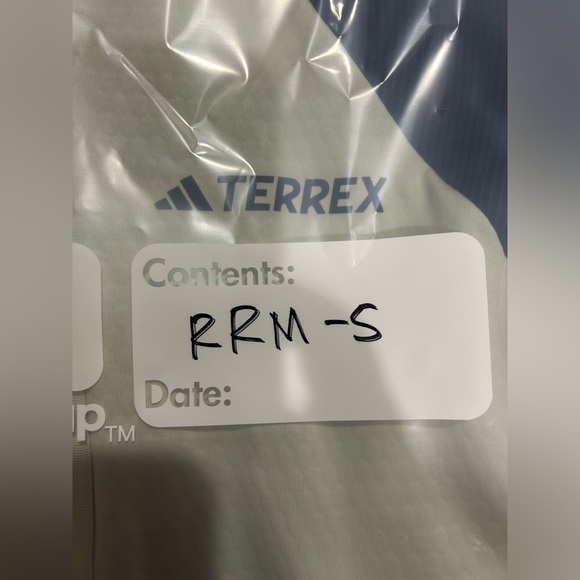 TERREX
Contents:
RRM-S
Date:
TM